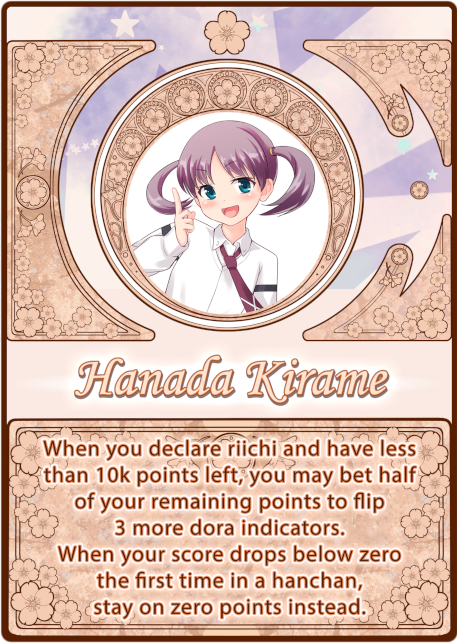 Hanada Kirame
When you declare riichi and have less
than 10k points left, you may bet half
of your remaining points to flip
3 more dora indicators.
When your score drops below zero
the first time in a hanchan,
stay on zero points instead.